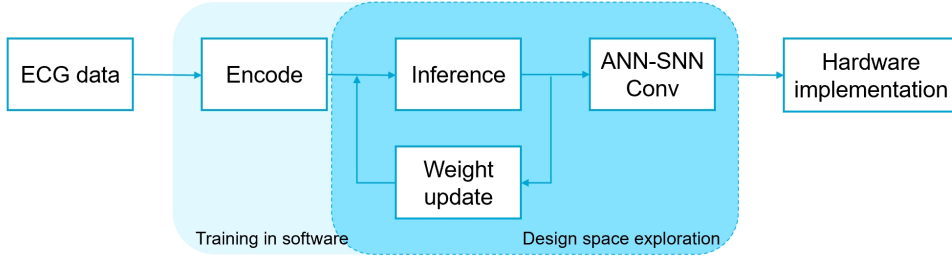 ECG data
Encode
Inference
ANN-SNN
Conv
Hardware
implementation
Weight
update
Training in software
Design space exploration